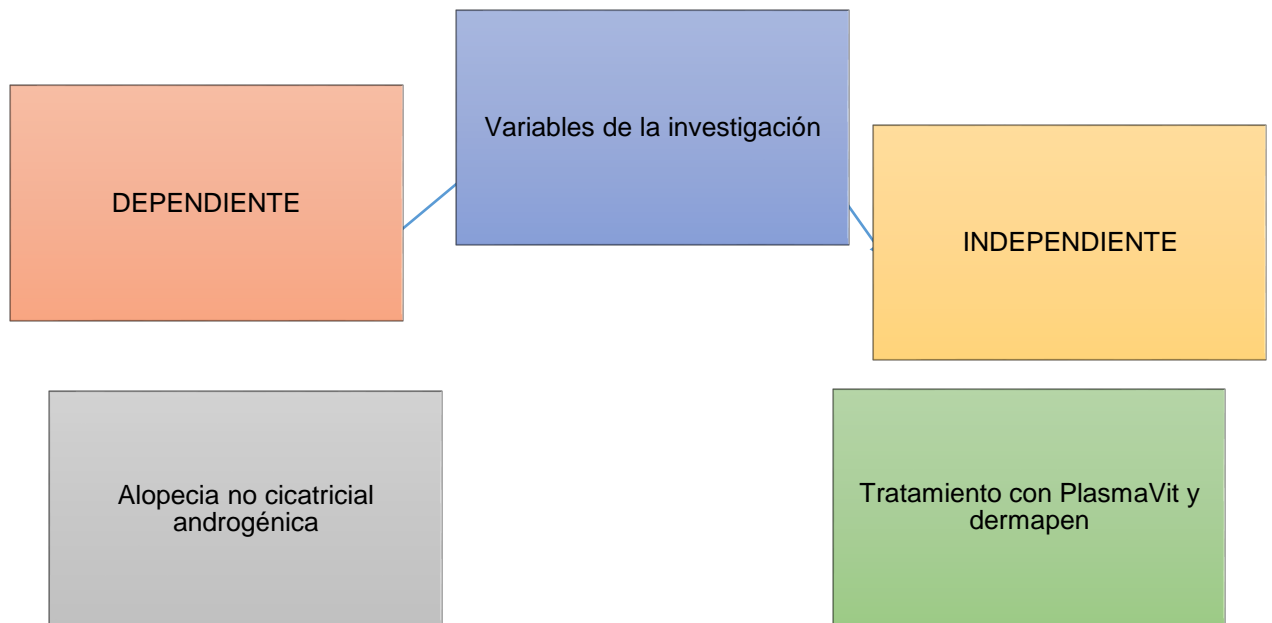 Variables de la investigación
DEPENDIENTE
INDEPENDIENTE
Alopecia no cicatricial
androgénica
Tratamiento con PlasmaVit y
dermapen